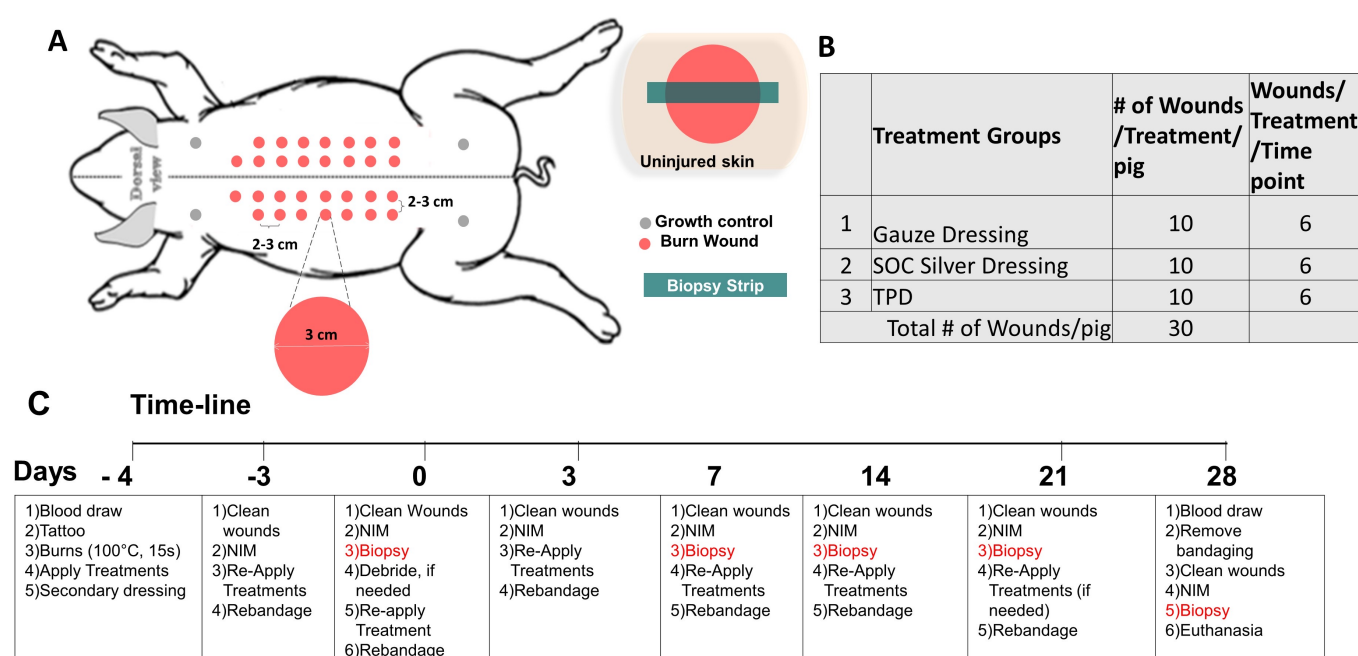 A
Dorsal
view
2-3 cm
2-3 cm
3 cm
Uninjured skin
Growth control
Burn Wound
Biopsy Strip
B
Treatment Groups
# of Wounds
/Treatment/
pig
Wounds/
Treatment
/Time
point
1
Gauze Dressing
10
6
2
SOC Silver Dressing
10
6
3
TPD
10
6
Total # of Wounds/pig
30
C
Time-line
Days
- 4
-3
0
3
7
14
21
28
1)Blood draw
2)Tattoo
3)Burns (100°C, 15s)
4)Apply Treatments
5)Secondary dressing
1)Clean
wounds
2)NIM
3)Re-Apply
Treatments
4)Rebandage
1)Clean Wounds
2)NIM
3)Biopsy
4)Debride, if
needed
5)Re-apply
Treatment
6)Rebandage
1)Clean wounds
2)NIM
3)Re-Apply
Treatments
4)Rebandage
1)Clean wounds
2)NIM
3)Biopsy
4)Re-Apply
Treatments
5)Rebandage
1)Clean wounds
2)NIM
3)Biopsy
4)Re-Apply
Treatments
5)Rebandage
1)Clean wounds
2)NIM
3)Biopsy
4)Re-Apply
Treatments (if
needed)
5)Rebandage
1)Blood draw
2)Remove
bandaging
3)Clean wounds
4)NIM
5)Biopsy
6)Euthanasia